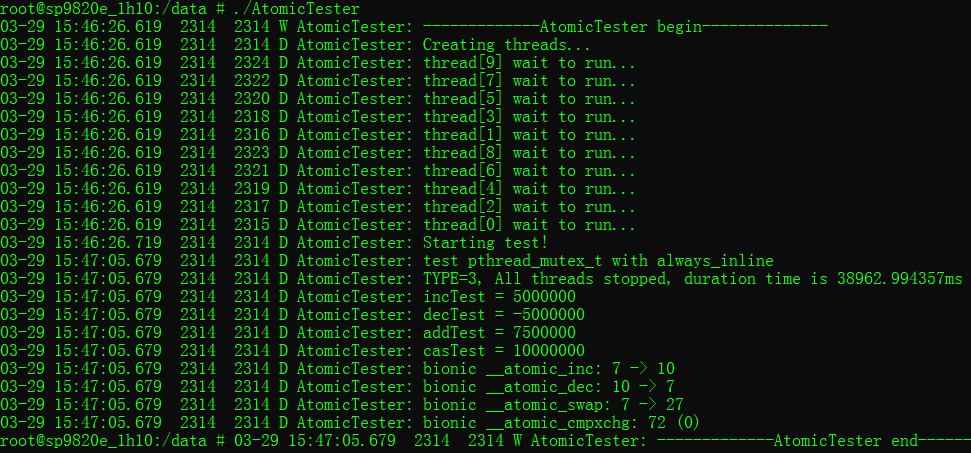 root@sp9820e_1h10:/data # ./AtomicTester
03-29 15:46:26.619  2314  2314 W AtomicTester: -------------AtomicTester begin--------------
03-29 15:46:26.619  2314  2314 D AtomicTester: Creating threads...
03-29 15:46:26.619  2314  2324 D AtomicTester: thread[9] wait to run...
03-29 15:46:26.619  2314  2322 D AtomicTester: thread[7] wait to run...
03-29 15:46:26.619  2314  2320 D AtomicTester: thread[5] wait to run...
03-29 15:46:26.619  2314  2318 D AtomicTester: thread[3] wait to run...
03-29 15:46:26.619  2314  2316 D AtomicTester: thread[1] wait to run...
03-29 15:46:26.619  2314  2323 D AtomicTester: thread[8] wait to run...
03-29 15:46:26.619  2314  2321 D AtomicTester: thread[6] wait to run...
03-29 15:46:26.619  2314  2319 D AtomicTester: thread[4] wait to run...
03-29 15:46:26.619  2314  2317 D AtomicTester: thread[2] wait to run...
03-29 15:46:26.619  2314  2315 D AtomicTester: thread[0] wait to run...
03-29 15:46:26.719  2314  2314 D AtomicTester: Starting test!
03-29 15:47:05.679  2314  2314 D AtomicTester: test pthread_mutex_t with always_inline
03-29 15:47:05.679  2314  2314 D AtomicTester: TYPE=3, All threads stopped, duration time is 38962.994357ms
03-29 15:47:05.679  2314  2314 D AtomicTester: incTest = 5000000
03-29 15:47:05.679  2314  2314 D AtomicTester: decTest = -5000000
03-29 15:47:05.679  2314  2314 D AtomicTester: addTest = 7500000
03-29 15:47:05.679  2314  2314 D AtomicTester: casTest = 10000000
03-29 15:47:05.679  2314  2314 D AtomicTester: bionic __atomic_inc: 7 -> 10
03-29 15:47:05.679  2314  2314 D AtomicTester: bionic __atomic_dec: 10 -> 7
03-29 15:47:05.679  2314  2314 D AtomicTester: bionic __atomic_swap: 7 -> 27
03-29 15:47:05.679  2314  2314 D AtomicTester: bionic __atomic_cmpxchg: 72 (0)
root@sp9820e_1h10:/data # 03-29 15:47:05.679  2314  2314 W AtomicTester: -------------AtomicTester end------